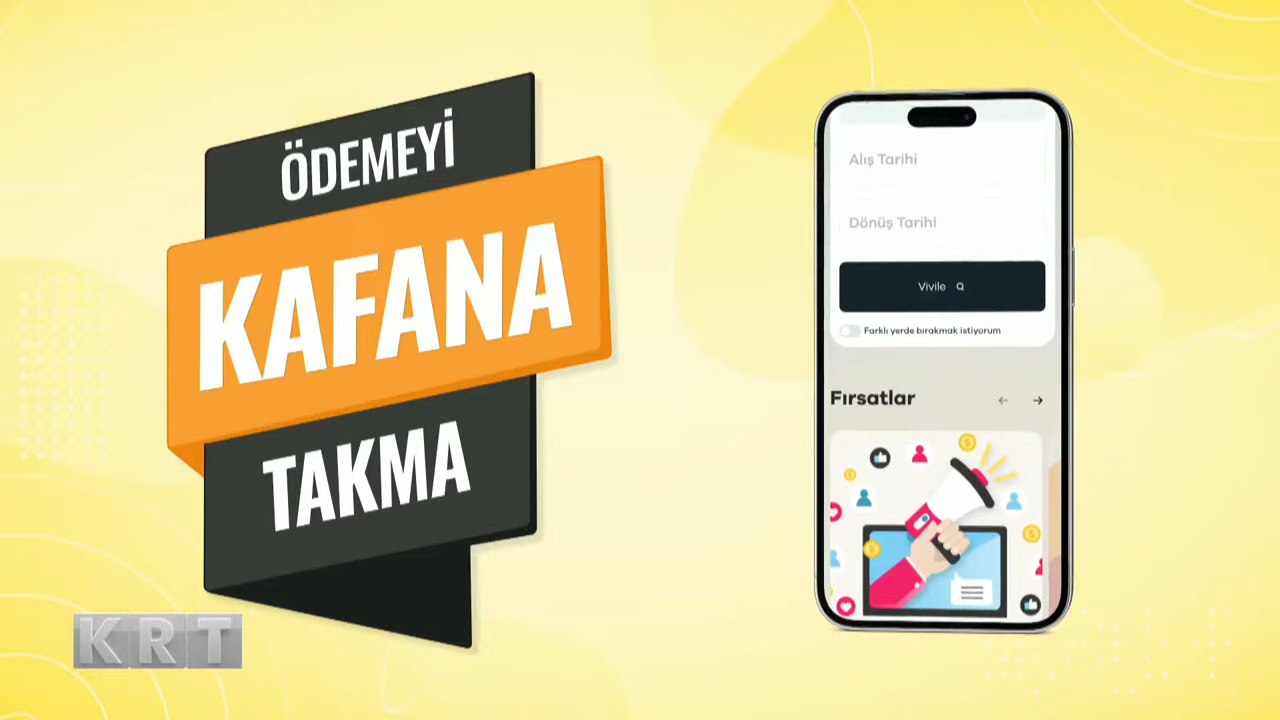 ÖDEMEYİ
KAFANA
TAKMA
KRT
Alış Tarihi
Dönüş Tarihi
Vivile
Farklı yerde bırakmak istiyorum
Fırsatlar